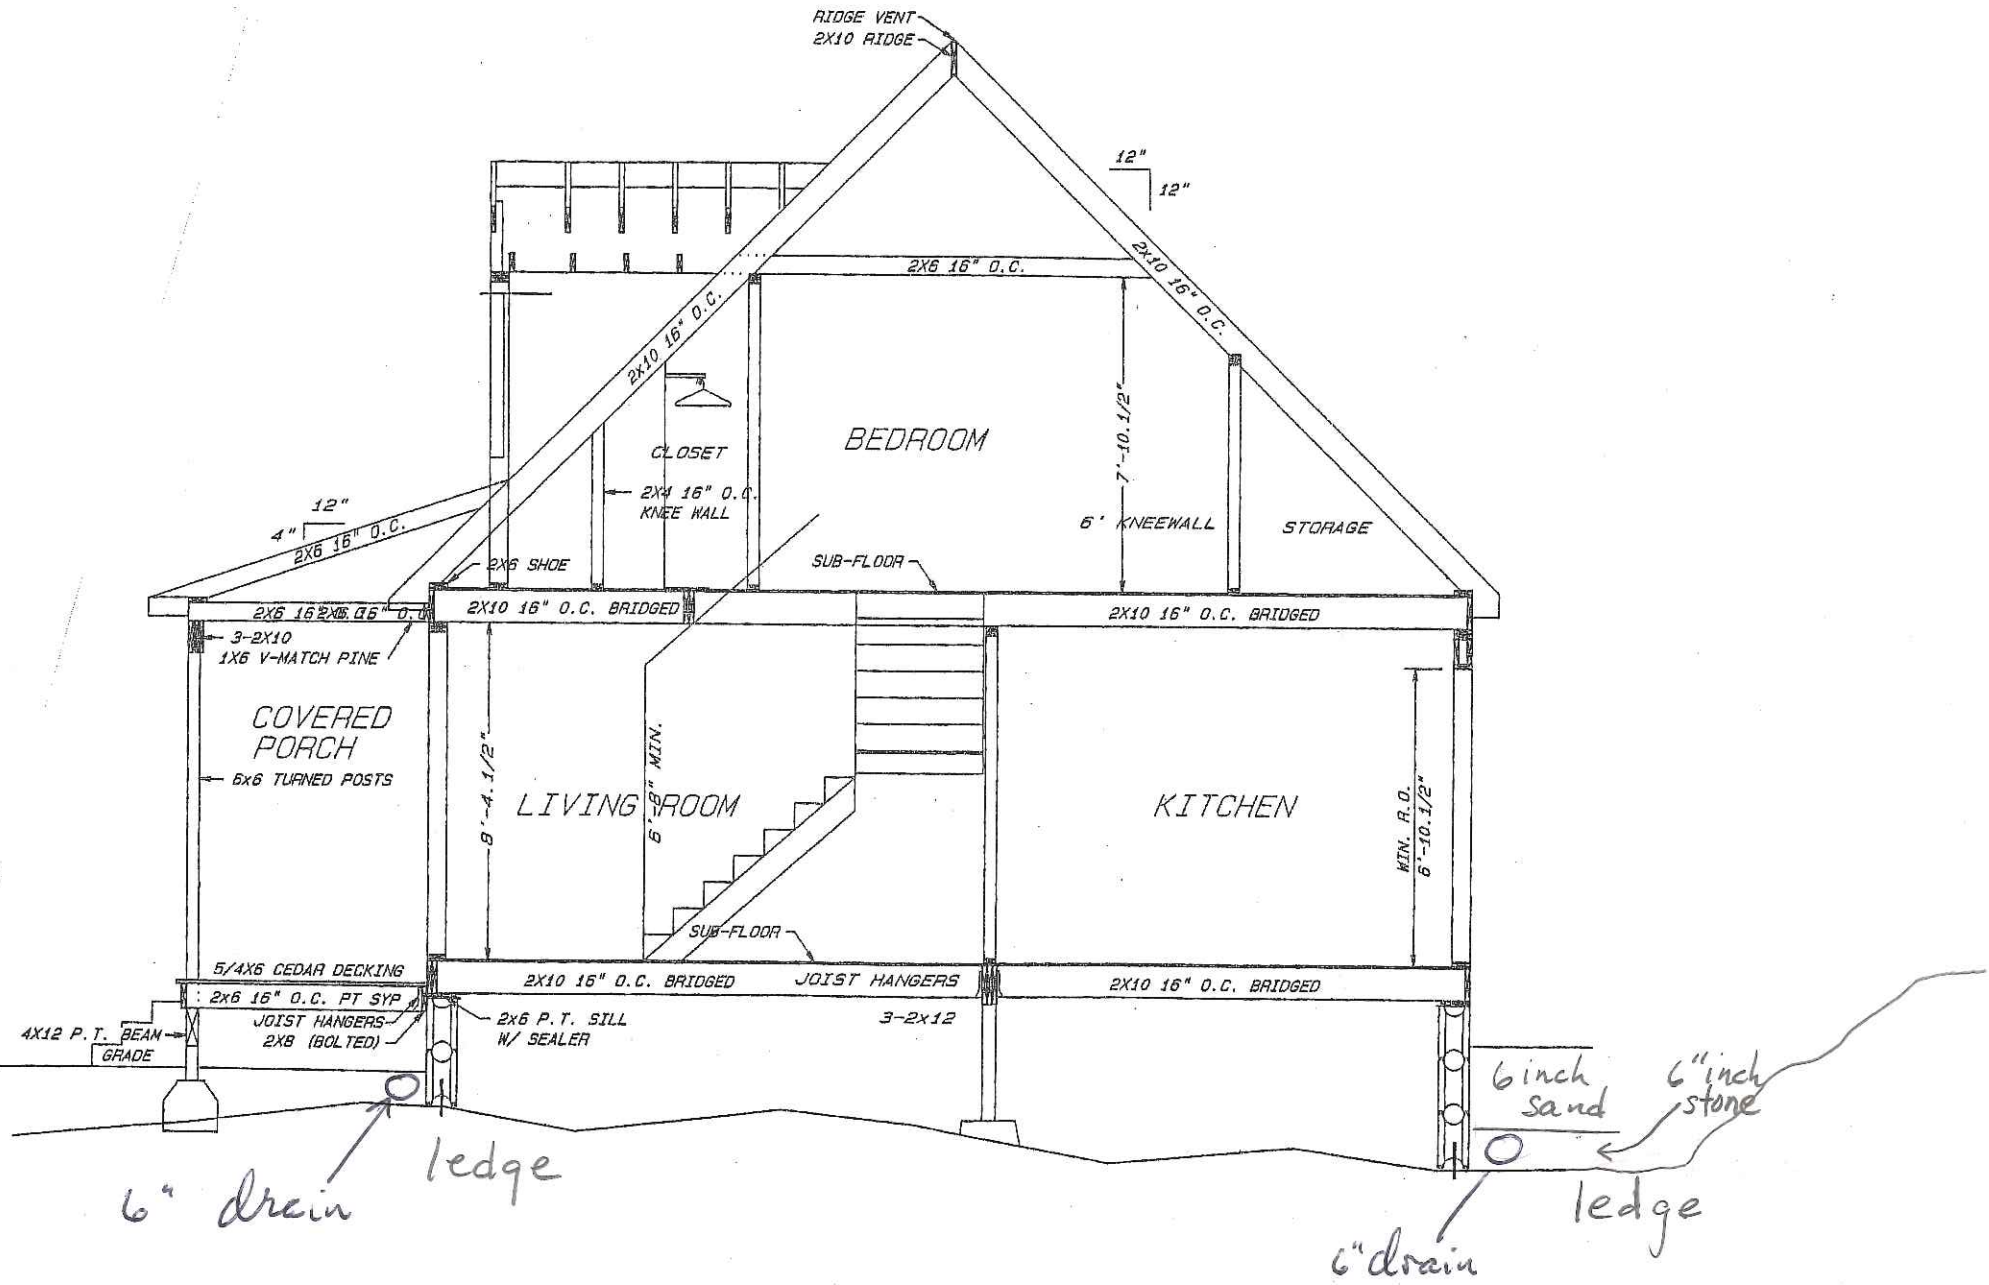 RIDGE VENT
2X10 RIDGE
12"
12"
2X6 16" O.C.
2X10 16" O.C.
2X10 16" O.C.
CLOSET
BEDROOM
7'-10.1/2"
2X4 16" O.C.
KNEE WALL
6' KNEEWALL
STORAGE
12"
4"
2X6 16" O.C.
2X6 SHOE
SUB-FLOOR
2X10 16" O.C. BRIDGED
2X10 16" O.C. BRIDGED
3-2X10
1X6 V-MATCH PINE
COVERED
PORCH
6x6 TURNED POSTS
8'-4.1/2"
LIVING ROOM
6'-8" MIN.
KITCHEN
WIN. R.O.
6'-10.1/2"
SUB-FLOOR
5/4X6 CEDAR DECKING
2X10 16" O.C. BRIDGED
JOIST HANGERS
2X10 16" O.C. BRIDGED
2x6 16" O.C. PT SYP
JOIST HANGERS
2X8 (BOLTED)
4X12 P.T. BEAM
GRADE
2x6 P.T. SILL
W/ SEALER
3-2x12
6 inch
sand
6" inch
stone
ledge
6" drain
ledge
6" drain